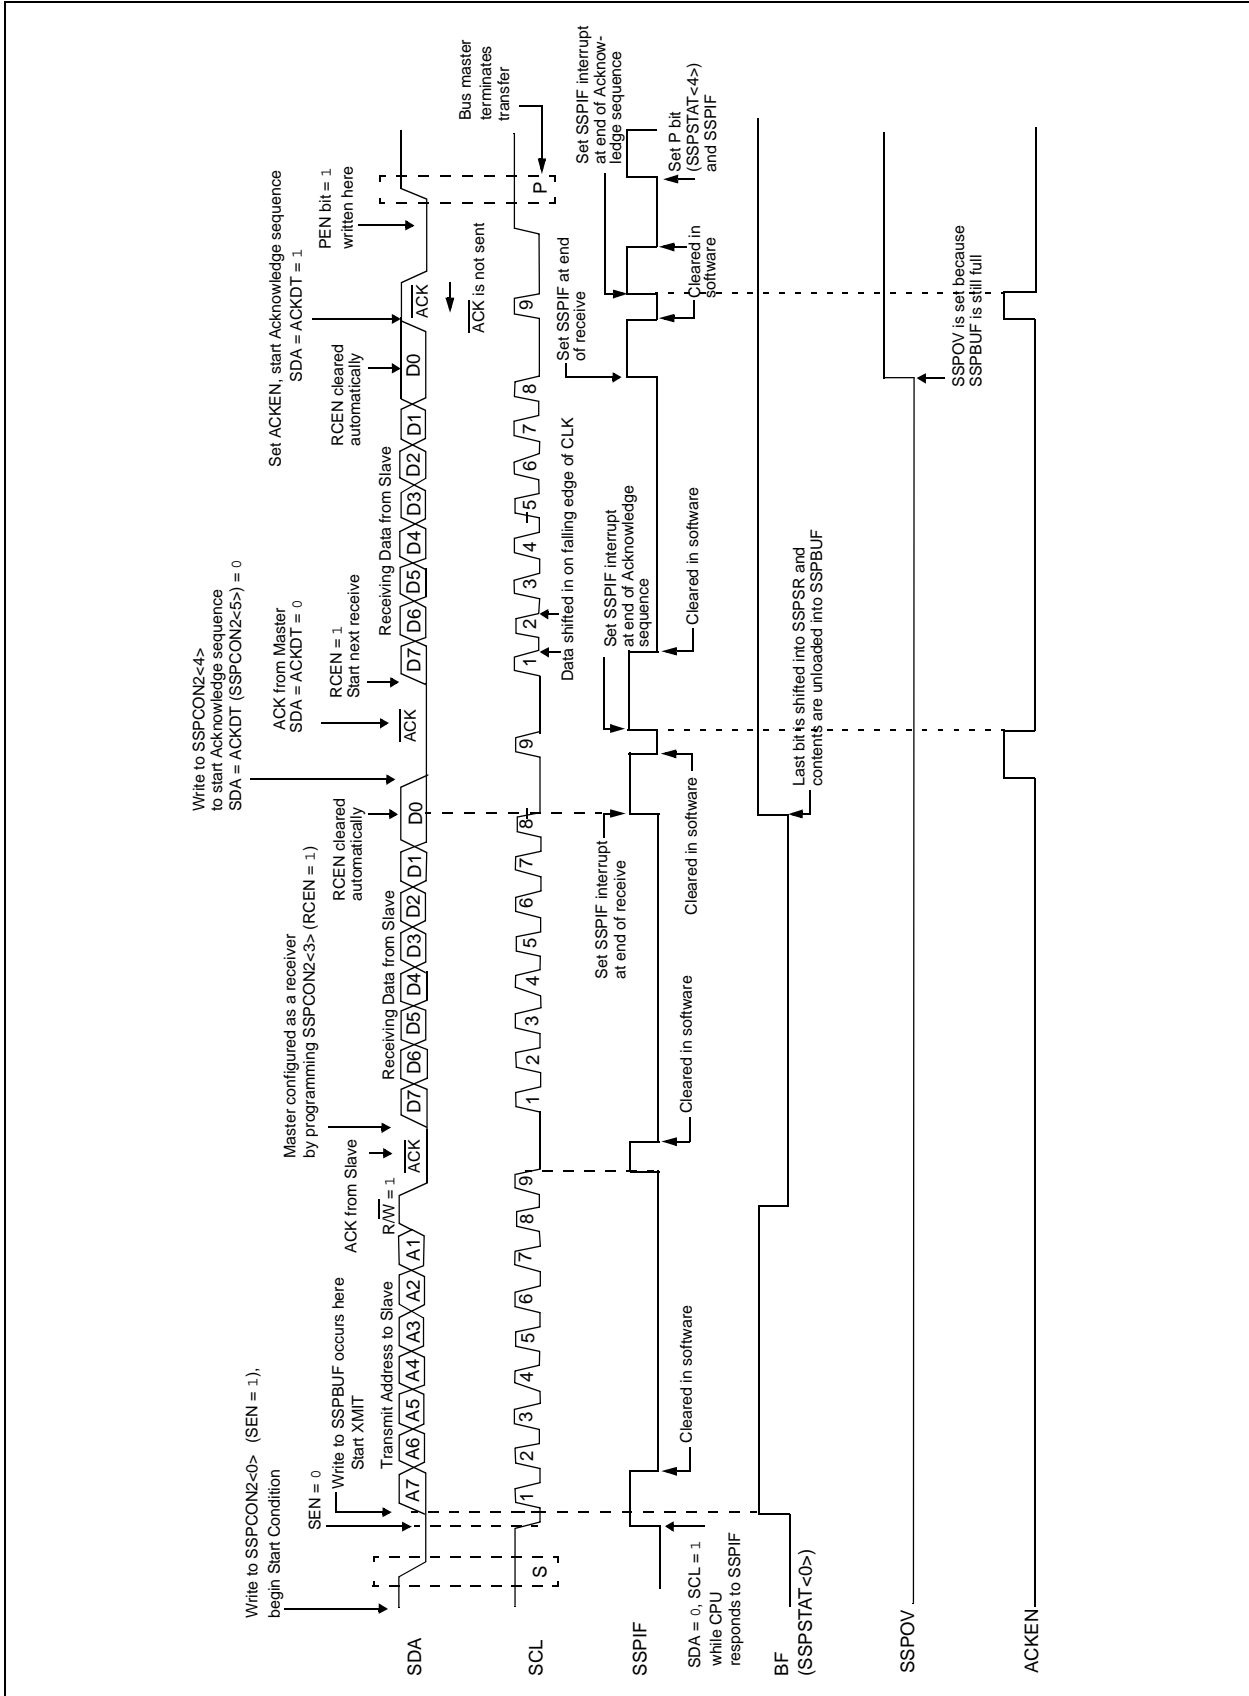 Write to SSPCON2<4>
to start Acknowledge sequence
SDA = ACKDT (SSPCON2<5>) = 0
Write to SSPCON2<0> (SEN = 1),
begin Start Condition
Master configured as a receiver
by programming SSPCON2<3> (RCEN = 1)
ACK from Master
SDA = ACKDT = 0
Set ACKEN, start Acknowledge sequence
SDA = ACKDT = 1
SEN = 0
Write to SSPBUF occurs here
Start XMIT
ACK from Slave
RCEN cleared
automatically
RCEN = 1
Start next receive
RCEN cleared
automatically
PEN bit = 1
written here
Transmit Address to Slave
R/W = 1
Receiving Data from Slave
Receiving Data from Slave
SDA
A7 A6 A5 A4 A3 A2 A1
ACK
D7 D6 D5 D4 D3 D2 D1 D0
ACK
D7 D6 D5 D4 D3 D2 D1 D0
ACK
ACK is not sent
Bus master
terminates
transfer
SCL
S
1 2 3 4 5 6 7 8 9
1 2 3 4 5 6 7 8 9
1 2 3 4 5 6 7 8 9
P
Data shifted in on falling edge of CLK
Set SSPIF interrupt
at end of receive
Set SSPIF interrupt
at end of Acknowledge
sequence
Set SSPIF at end
of receive
Set SSPIF interrupt
at end of Acknow-
ledge sequence
SSPIF
SDA = 0, SCL = 1
while CPU
responds to SSPIF
Cleared in software
Cleared in software
Cleared in software
Cleared in software
Cleared in
software
Set P bit
(SSPSTAT<4>)
and SSPIF
BF
(SSPSTAT<0>)
Last bit is shifted into SSPSR and
contents are unloaded into SSPBUF
SSPOV
SSPOV is set because
SSPBUF is still full
ACKEN